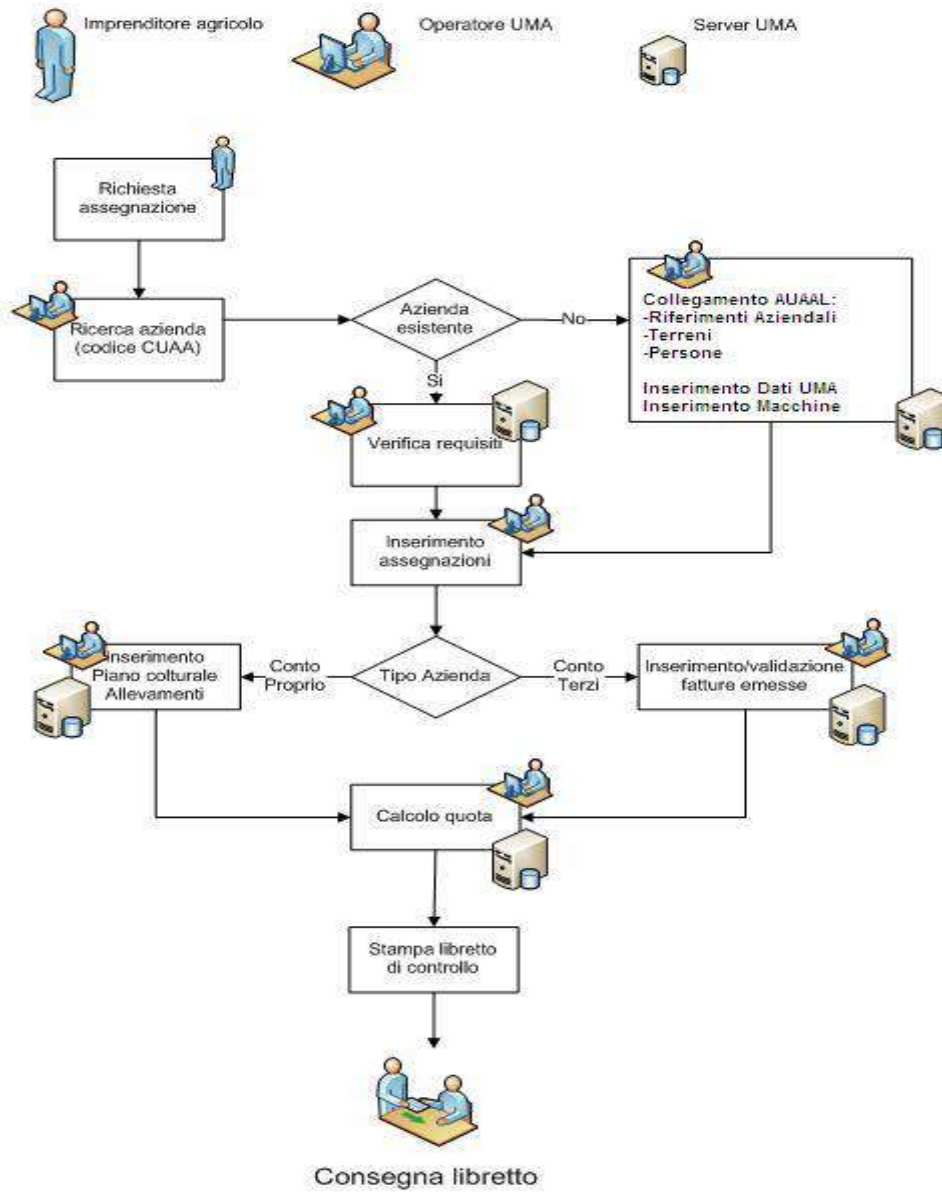 Imprenditore agricolo
Operatore UMA
Server UMA
Richiesta
assegnazione
Ricerca azienda
(codice CUAA)
Azienda
esistente
No
Collegamento AUAAL:
-Riferimenti Aziendali
-Terreni
-Persone
Inserimento Dati UMA
Inserimento Macchine
Si
Verifica requisiti
Inserimento
assegnazioni
Inserimento
Piano colturale
Allevamenti
Conto
Proprio
Tipo Azienda
Conto
Terzi
Inserimento/validazione
fatture emesse
Calcolo quota
Stampa libretto
di controllo
Consegna libretto